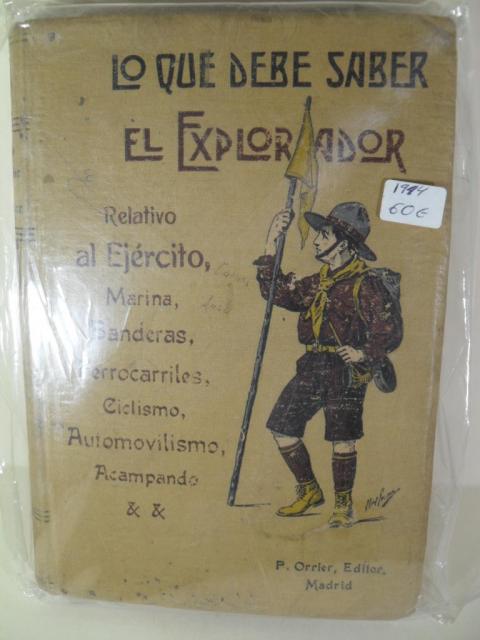 LO QUE DEBE SABER
EL EXPLORADOR
Relativo
al Ejército,
Marina,
Banderas,
Ferrocarriles,
Ciclismo,
Automovilismo,
Acampando
& &
1914
60€
P. Orrier, Editor.
Madrid